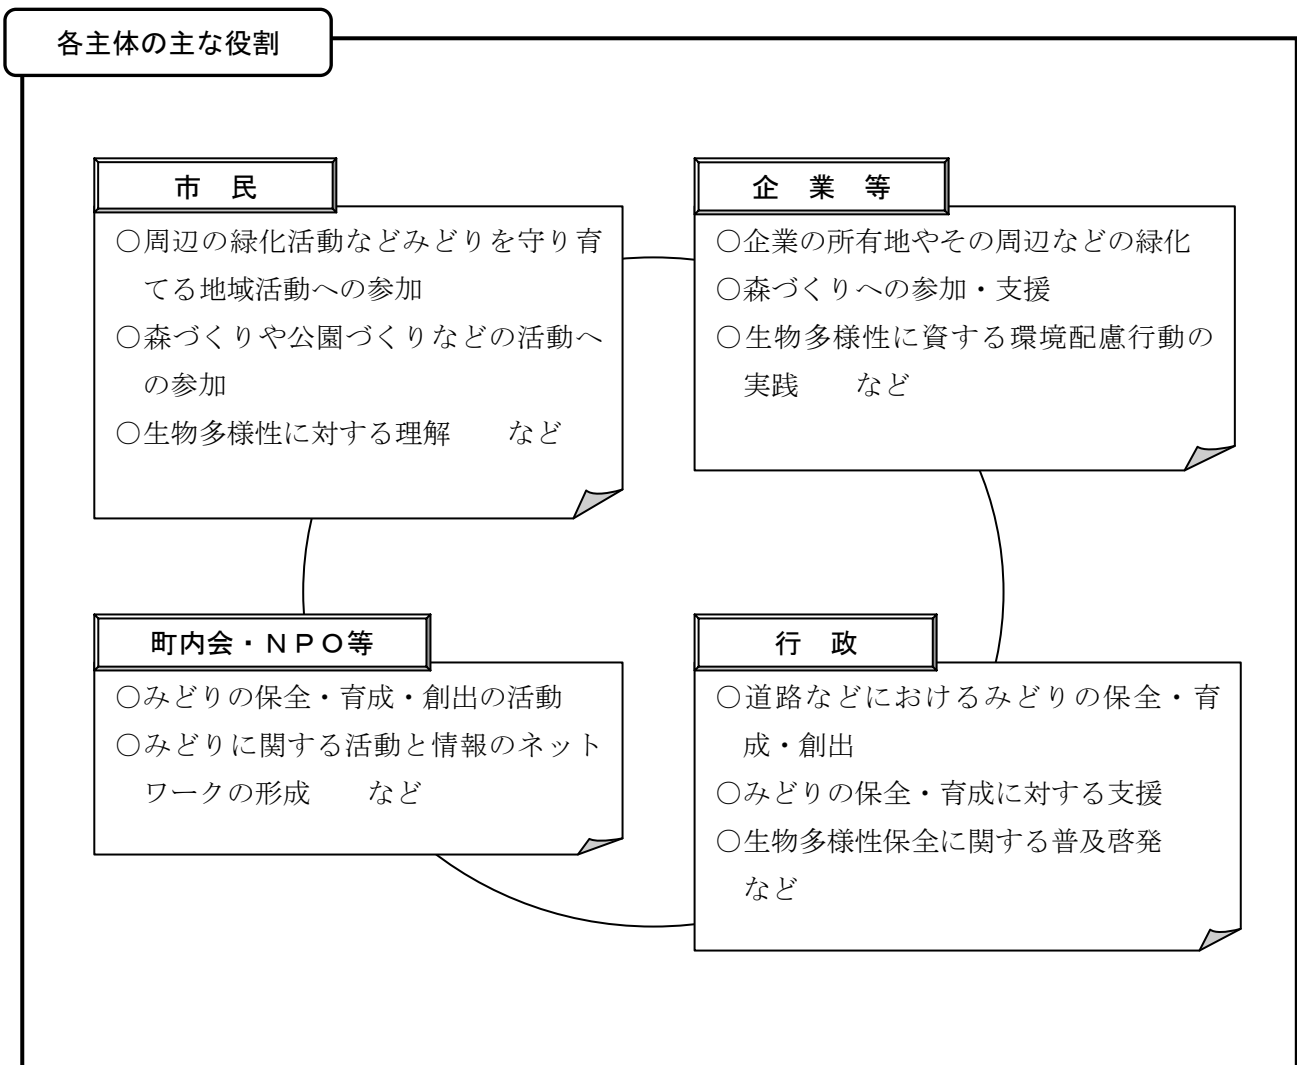 各主体の主な役割
市 民
○周辺の緑化活動などみどりを守り育
てる地域活動への参加
○森づくりや公園づくりなどの活動へ
の参加
○生物多様性に対する理解　　など
企 業 等
○企業の所有地やその周辺などの緑化
○森づくりへの参加・支援
○生物多様性に資する環境配慮行動の
実践　　など
町内会・ＮＰＯ等
○みどりの保全・育成・創出の活動
○みどりに関する活動と情報のネット
ワークの形成　　など
行 政
○道路などにおけるみどりの保全・育
成・創出
○みどりの保全・育成に対する支援
○生物多様性保全に関する普及啓発
など